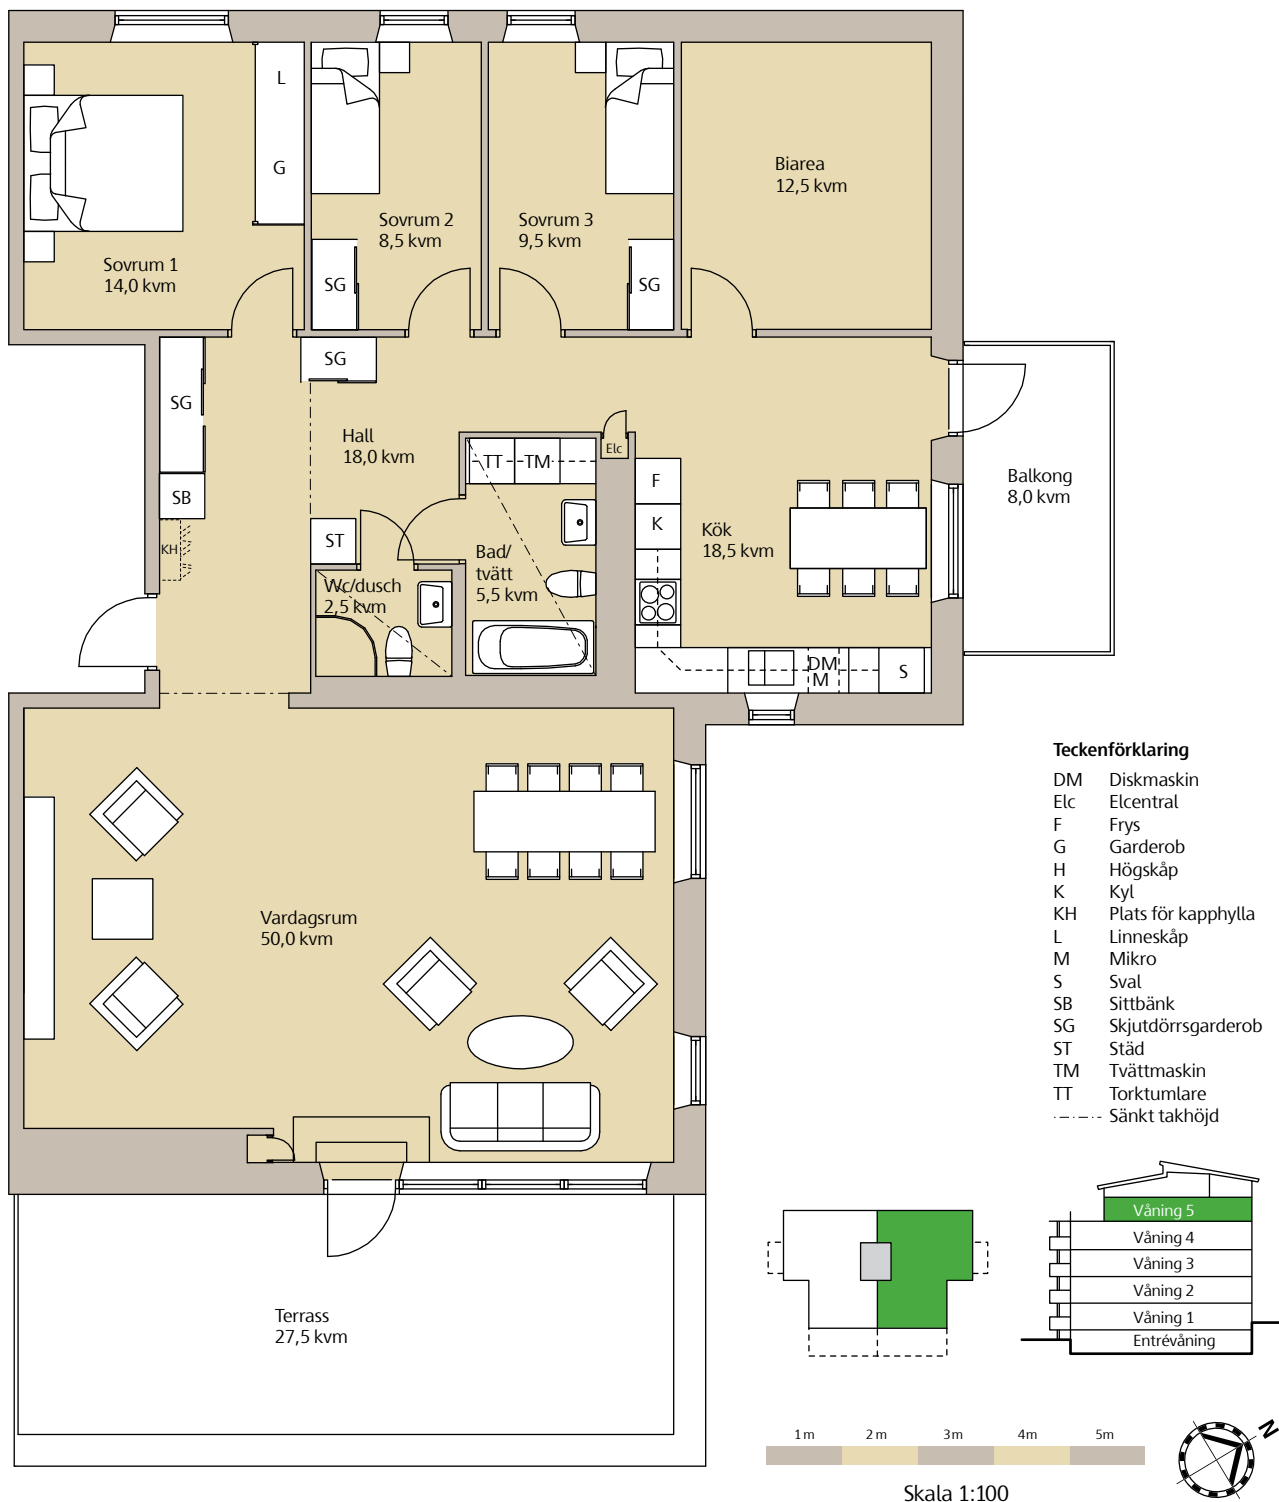 L
G
Sovrum 1
14,0 kvm
Sovrum 2
8,5 kvm
SG
Sovrum 3
9,5 kvm
SG
Biarea
12,5 kvm
SG
SG
SB
KH
Hall
18,0 kvm
ST
TT
TM
Elc
Bad/
tvätt
5,5 kvm
Wc/dusch
2,5 kvm
F
K
Kök
18,5 kvm
DM
M
S
Balkong
8,0 kvm
Vardagsrum
50,0 kvm
Terrass
27,5 kvm
Teckenförklaring
DM Diskmaskin
Elc Elcentral
F Frys
G Garderob
H Högskåp
K Kyl
KH Plats för kapphylla
L Linneskåp
M Mikro
S Sval
SB Sittbänk
SG Skjutdörrsgarderob
ST Städ
TM Tvättmaskin
TT Torktumlare
Sänkt takhöjd
Våning 5
Våning 4
Våning 3
Våning 2
Våning 1
Entrévåning
1 m 2 m 3m 4m 5m
Skala 1:100
N